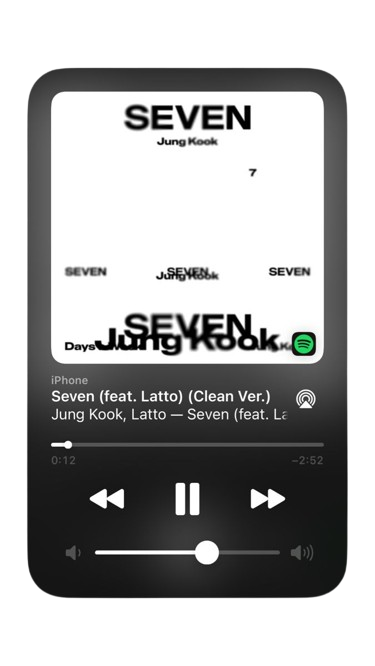 SEVEN
Jung Kook
7
SEVEN
SEVEN
Jung Kook
SEVEN
SEVEN
Days
Jung Kook
iPhone
Seven (feat. Latto) (Clean Ver.)
Jung Kook, Latto — Seven (feat. La
0:12
–2:52